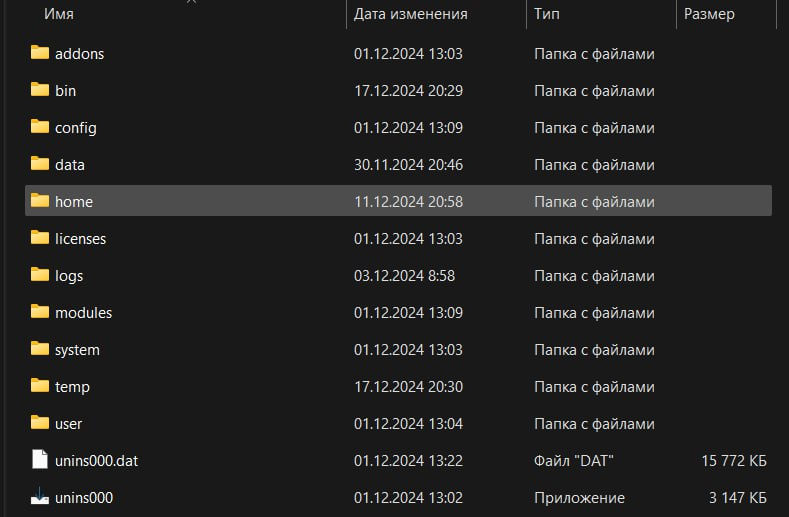 Имя Дата изменения Тип Размер
addons 01.12.2024 13:03 Папка с файлами
bin 17.12.2024 20:29 Папка с файлами
config 01.12.2024 13:09 Папка с файлами
data 30.11.2024 20:46 Папка с файлами
home 11.12.2024 20:58 Папка с файлами
licenses 01.12.2024 13:03 Папка с файлами
logs 03.12.2024 8:58 Папка с файлами
modules 01.12.2024 13:09 Папка с файлами
system 01.12.2024 13:03 Папка с файлами
temp 17.12.2024 20:30 Папка с файлами
user 01.12.2024 13:04 Папка с файлами
unins000.dat 01.12.2024 13:22 Файл "DAT" 15 772 КБ
unins000 01.12.2024 13:02 Приложение 3 147 КБ